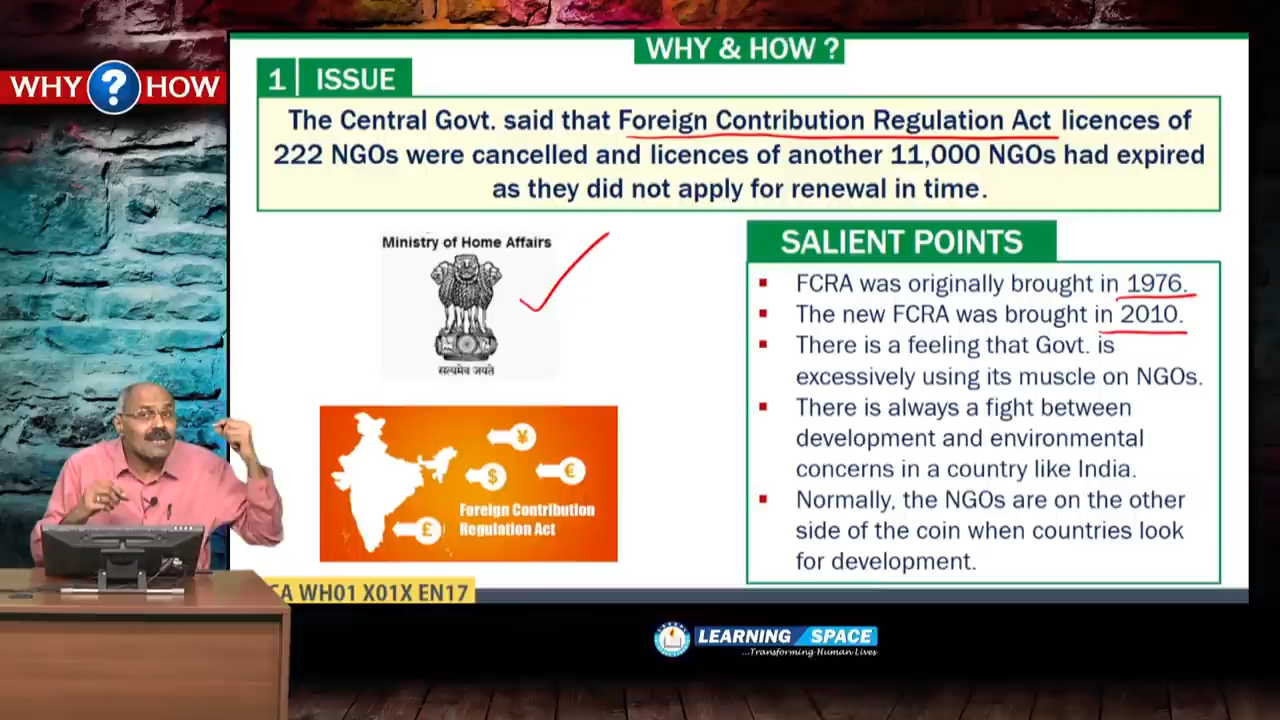 WHY & HOW ?
WHY ? HOW
1 ISSUE
The Central Govt. said that Foreign Contribution Regulation Act licences of
222 NGOs were cancelled and licences of another 11,000 NGOs had expired
as they did not apply for renewal in time.
Ministry of Home Affairs
सत्यमेव जयते
¥
$
€
£
Foreign Contribution
Regulation Act
SALIENT POINTS
▪ FCRA was originally brought in 1976.
▪ The new FCRA was brought in 2010.
▪ There is a feeling that Govt. is
excessively using its muscle on NGOs.
▪ There is always a fight between
development and environmental
concerns in a country like India.
▪ Normally, the NGOs are on the other
side of the coin when countries look
for development.
CA WH01 X01X EN17
LEARNING SPACE
...Transforming Human Lives